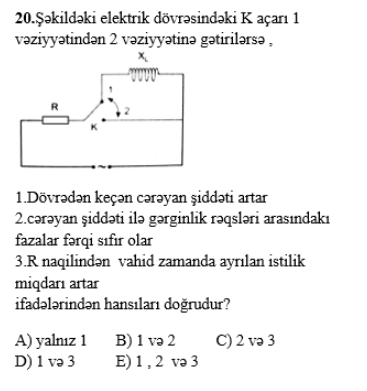 20.Şəkildəki elektrik dövrəsindəki K açarı 1
vəziyyətindən 2 vəziyyətinə gətirilərsə ,
X_L
1
R
2
K
1.Dövrədən keçən cərəyan şiddəti artar
2.cərəyan şiddəti ilə gərginlik rəqsləri arasındakı
fazalar fərqi sıfır olar
3.R naqilindən vahid zamanda ayrılan istilik
miqdarı artar
ifadələrindən hansıları doğrudur?
A) yalnız 1 B) 1 və 2 C) 2 və 3
D) 1 və 3 E) 1 , 2 və 3